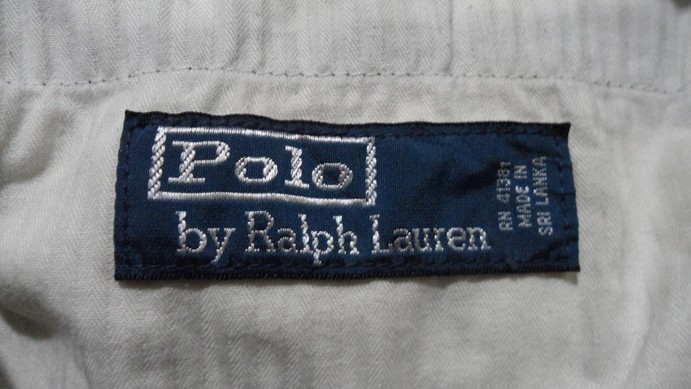 Polo
by Ralph Lauren
RN 41381
MADE IN
SRI LANKA